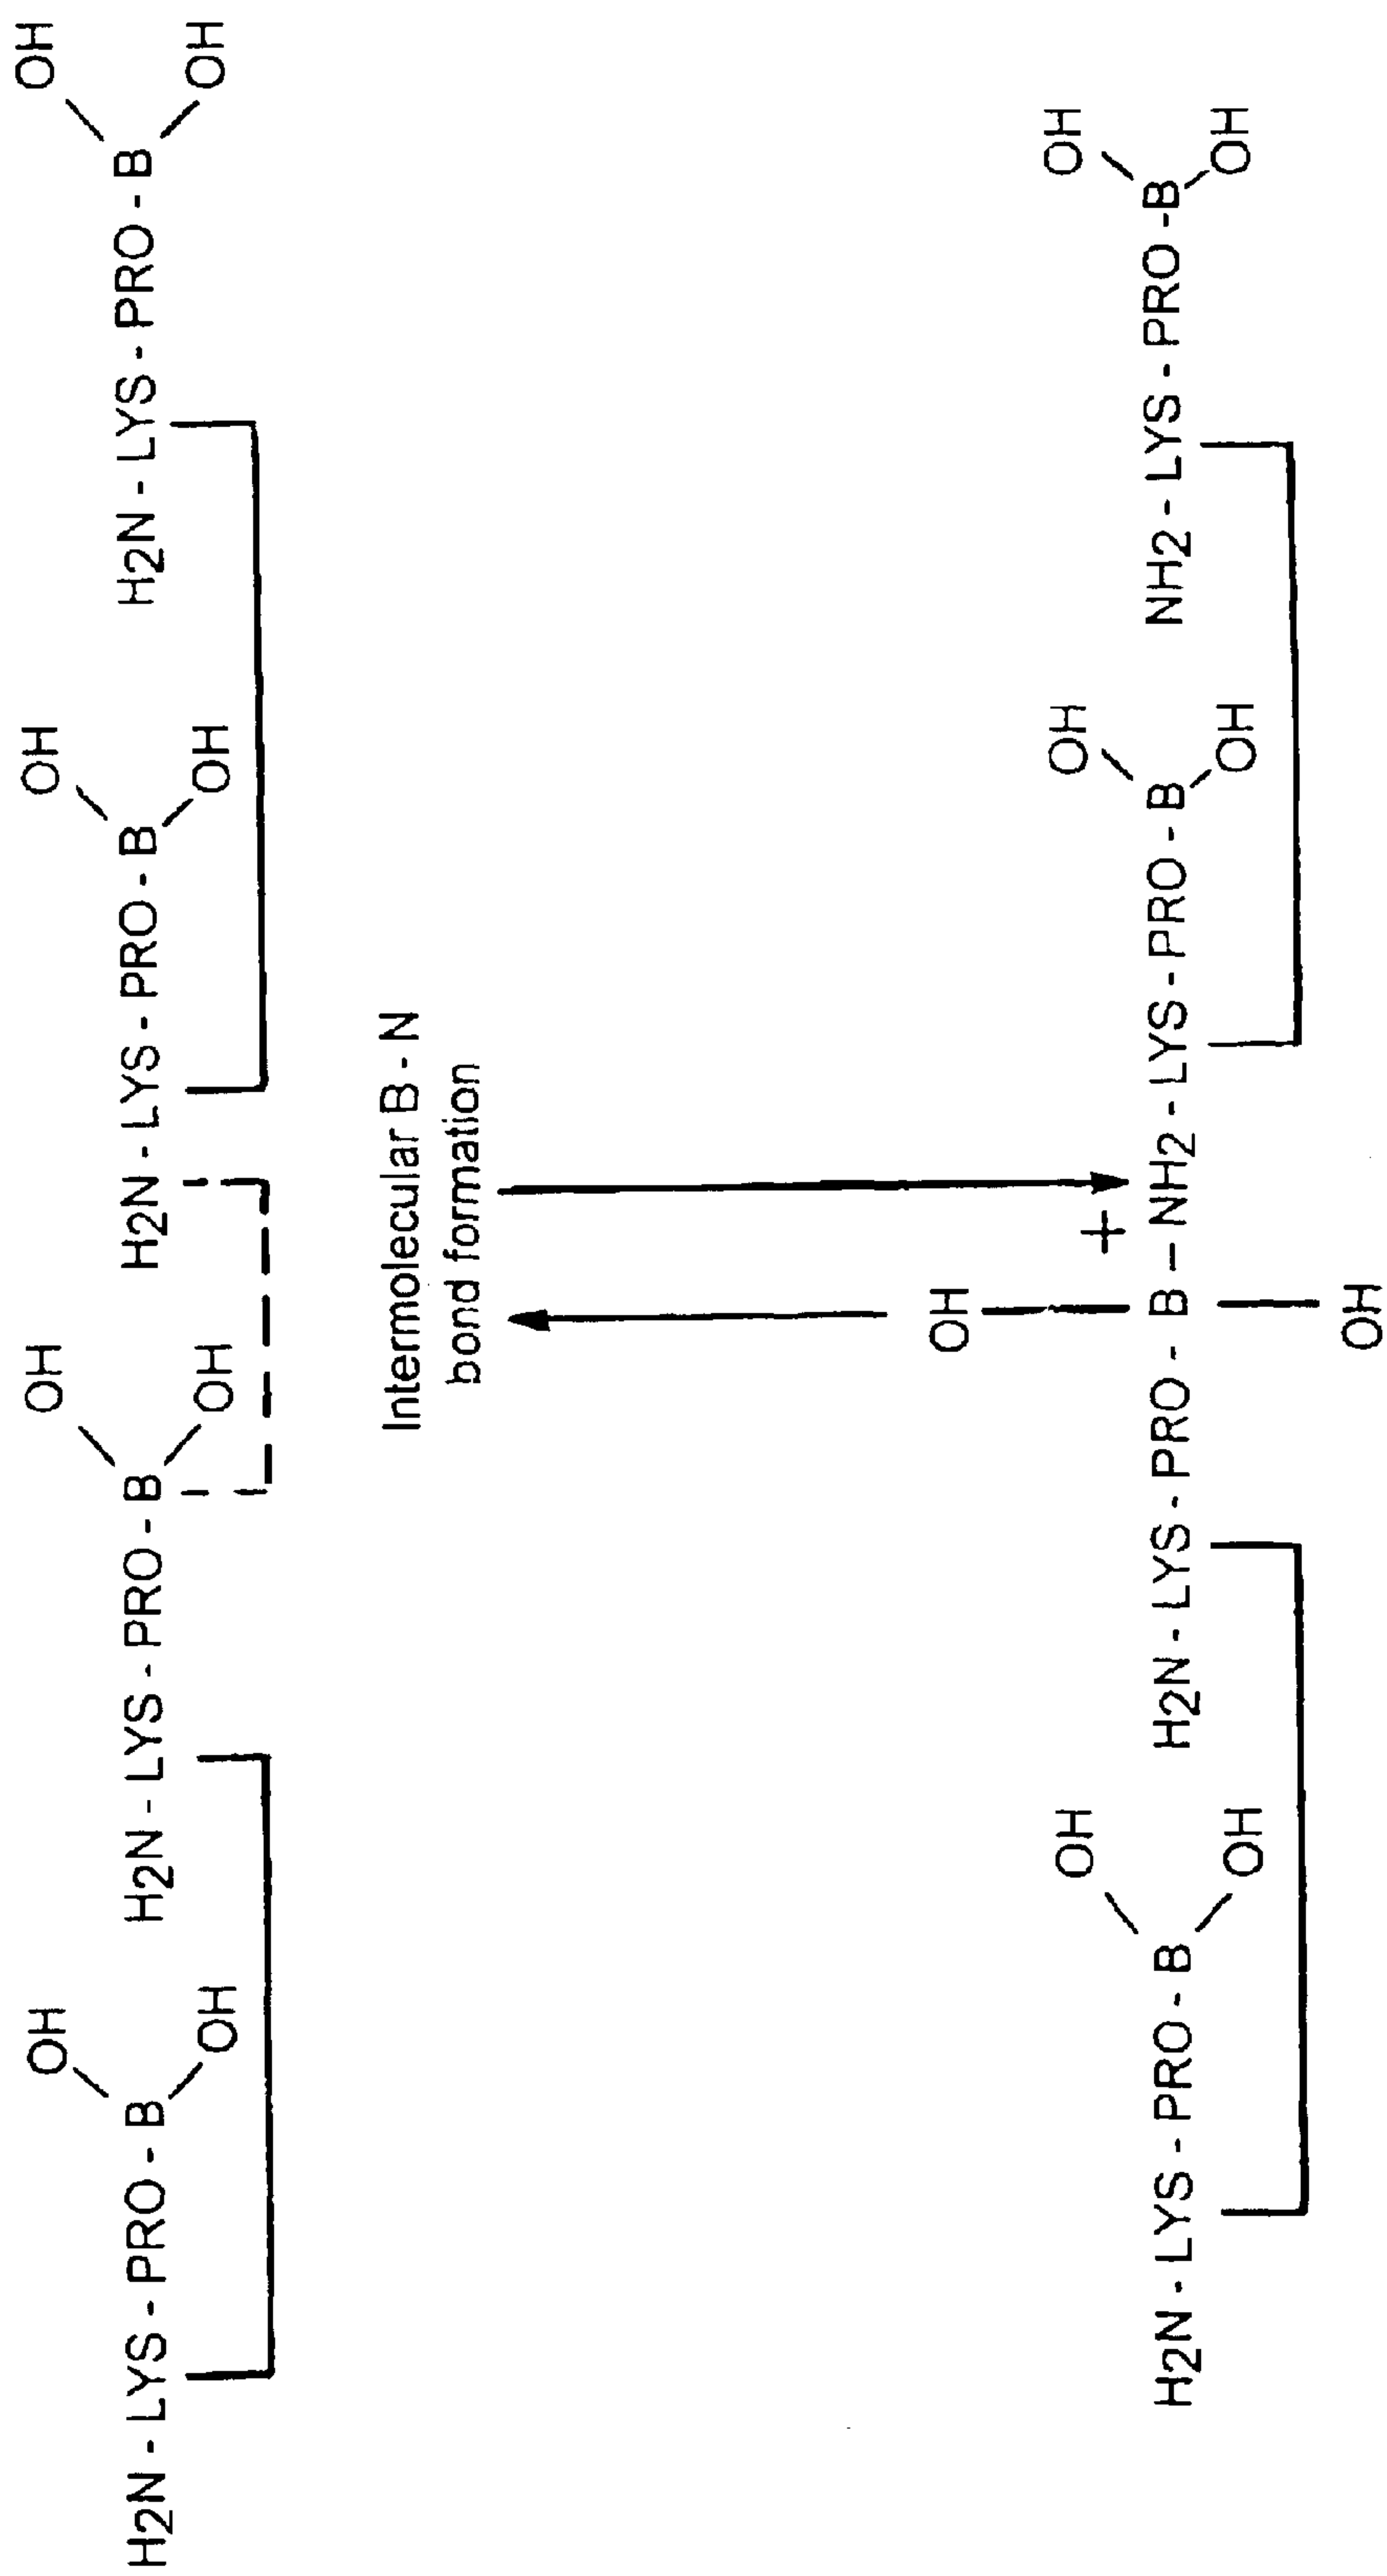 OH OH OH OH
H2N - LYS - PRO - B H2N - LYS - PRO - B H2N - LYS - PRO - B H2N - LYS - PRO - B
OH OH OH OH
Intermolecular B - N
bond formation
OH
OH + OH OH
H2N - LYS - PRO - B H2N - LYS - PRO - B – NH2 - LYS - PRO - B NH2 - LYS - PRO - B
OH OH OH
OH